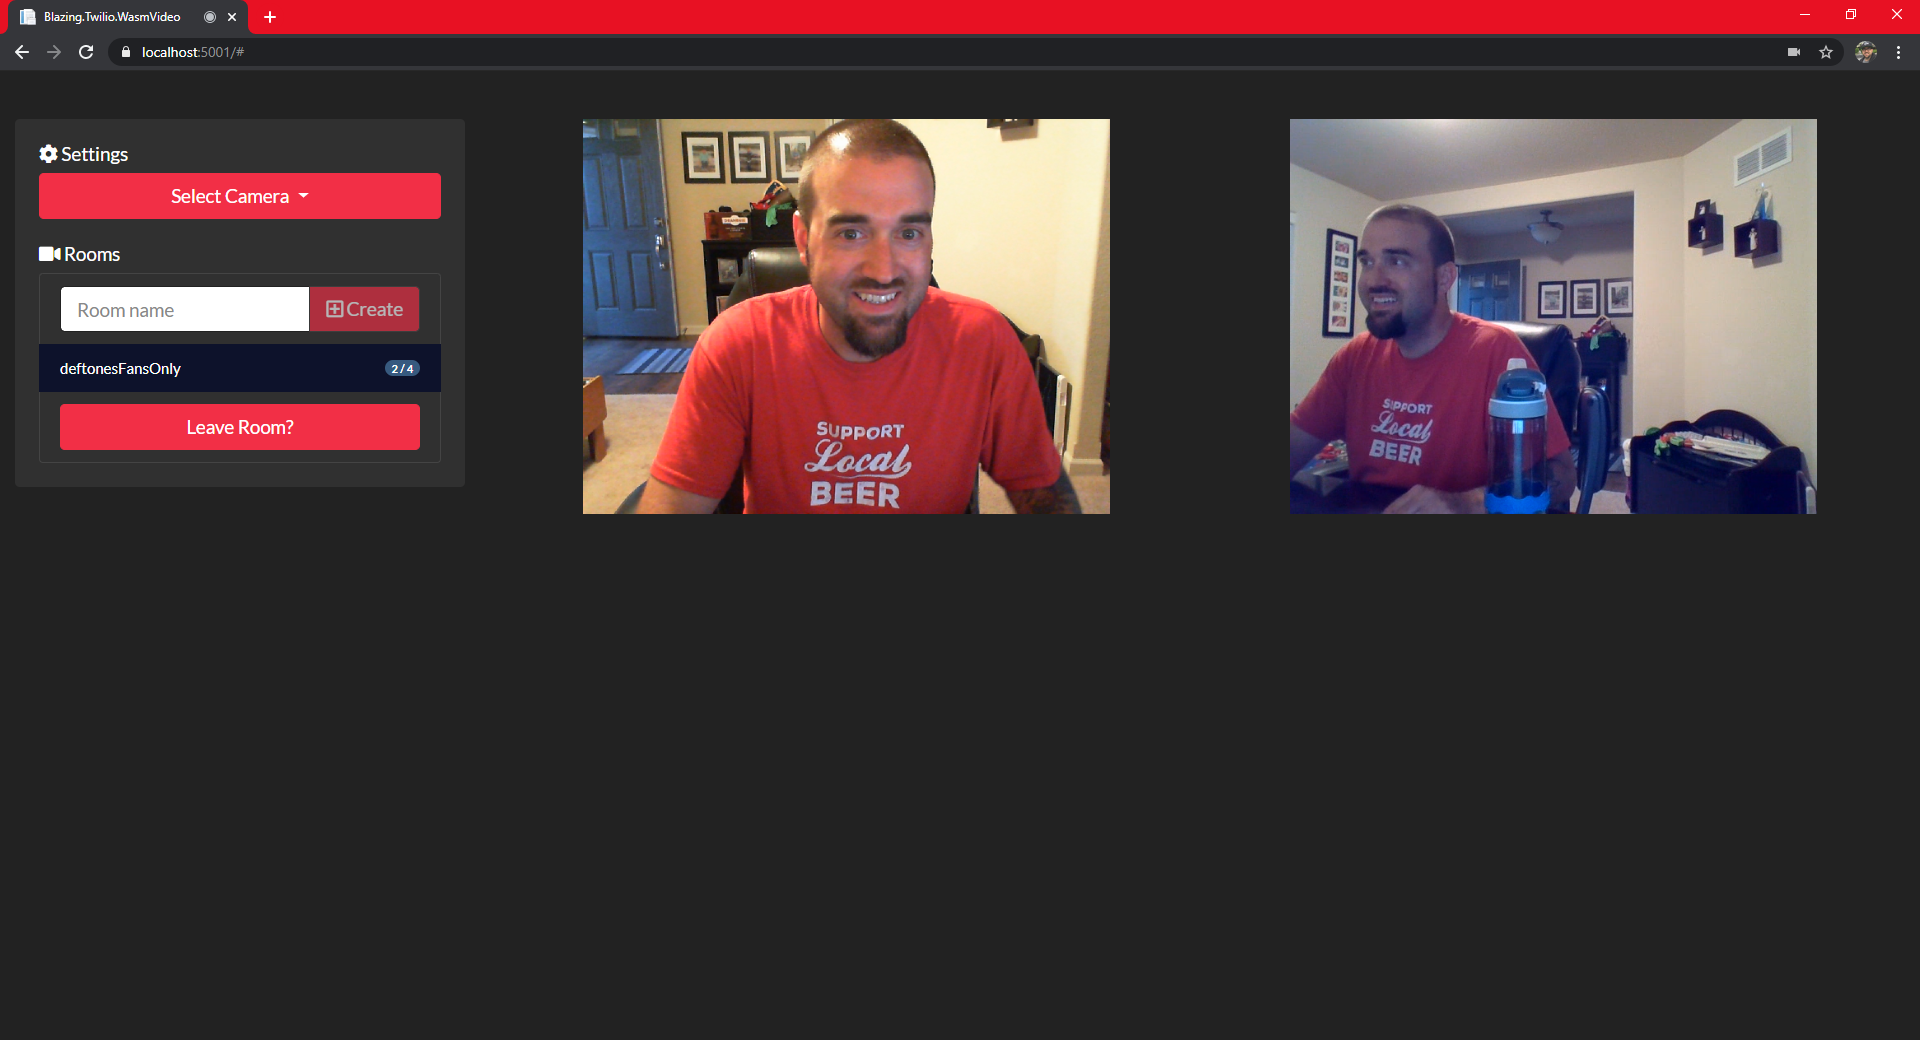 Blazing.Twilio.WasmVideo
localhost:5001/#
Settings
Select Camera
Rooms
Room name
Create
deftonesFansOnly
2 / 4
Leave Room?
SUPPORT
Local
BEER
SUPPORT
Local
BEER